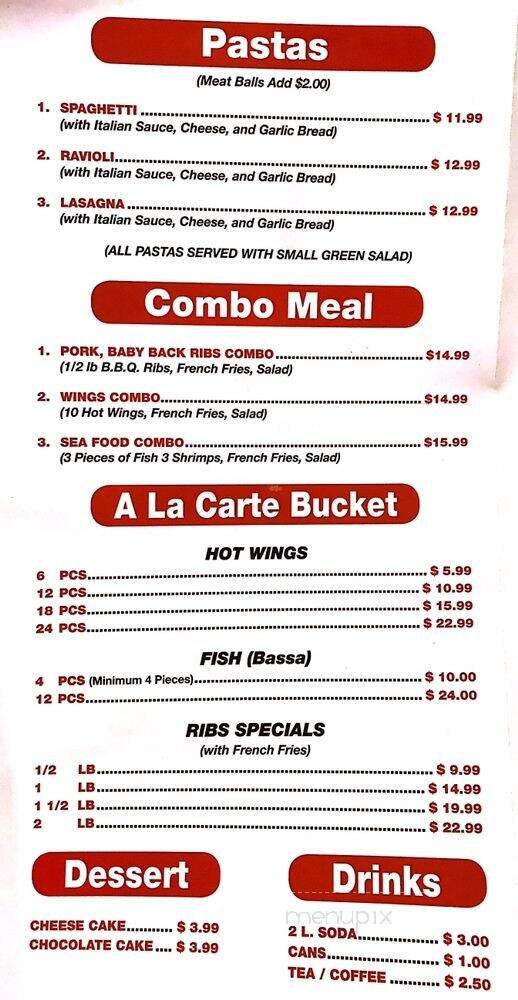 Pastas
(Meat Balls Add $2.00)
1. SPAGHETTI ........ $ 11.99
(with Italian Sauce, Cheese, and Garlic Bread)
2. RAVIOLI........ $ 12.99
(with Italian Sauce, Cheese, and Garlic Bread)
3. LASAGNA ........ $ 12.99
(with Italian Sauce, Cheese, and Garlic Bread)
(ALL PASTAS SERVED WITH SMALL GREEN SALAD)
Combo Meal
1. PORK, BABY BACK RIBS COMBO........ $14.99
(1/2 lb B.B.Q. Ribs, French Fries, Salad)
2. WINGS COMBO........ $14.99
(10 Hot Wings, French Fries, Salad)
3. SEA FOOD COMBO........ $15.99
(3 Pieces of Fish 3 Shrimps, French Fries, Salad)
A La Carte Bucket
HOT WINGS
6 PCS........ $ 5.99
12 PCS........ $ 10.99
18 PCS........ $ 15.99
24 PCS........ $ 22.99
FISH (Bassa)
4 PCS (Minimum 4 Pieces)........ $ 10.00
12 PCS........ $ 24.00
RIBS SPECIALS
(with French Fries)
1/2 LB........ $ 9.99
1 LB........ $ 14.99
1 1/2 LB........ $ 19.99
2 LB........ $ 22.99
Dessert
CHEESE CAKE........ $ 3.99
CHOCOLATE CAKE.... $ 3.99
Drinks
menupix
2 L. SODA........ $ 3.00
CANS........ $ 1.00
TEA / COFFEE ........ $ 2.50